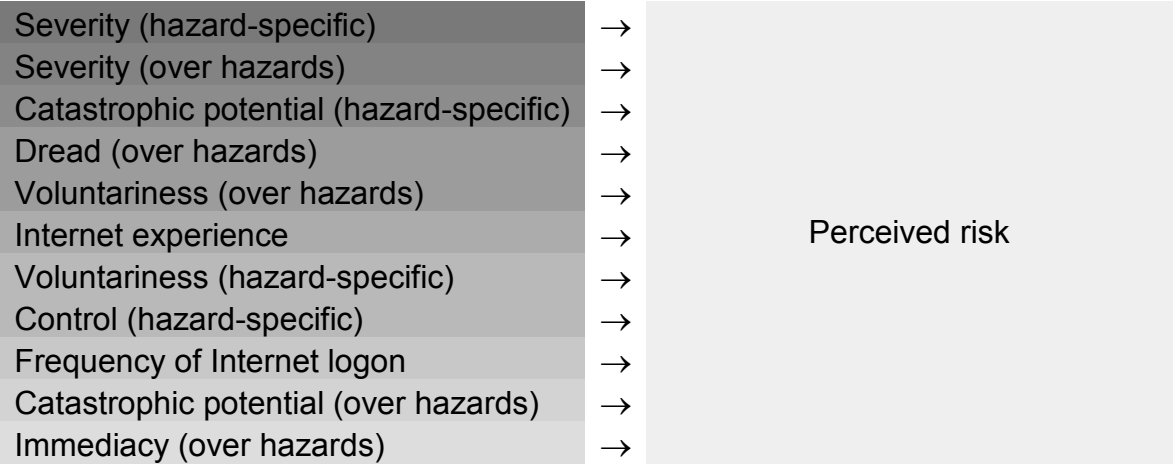 Severity (hazard-specific) →
Severity (over hazards) →
Catastrophic potential (hazard-specific) →
Dread (over hazards) →
Voluntariness (over hazards) →
Internet experience → Perceived risk
Voluntariness (hazard-specific) →
Control (hazard-specific) →
Frequency of Internet logon →
Catastrophic potential (over hazards) →
Immediacy (over hazards) →